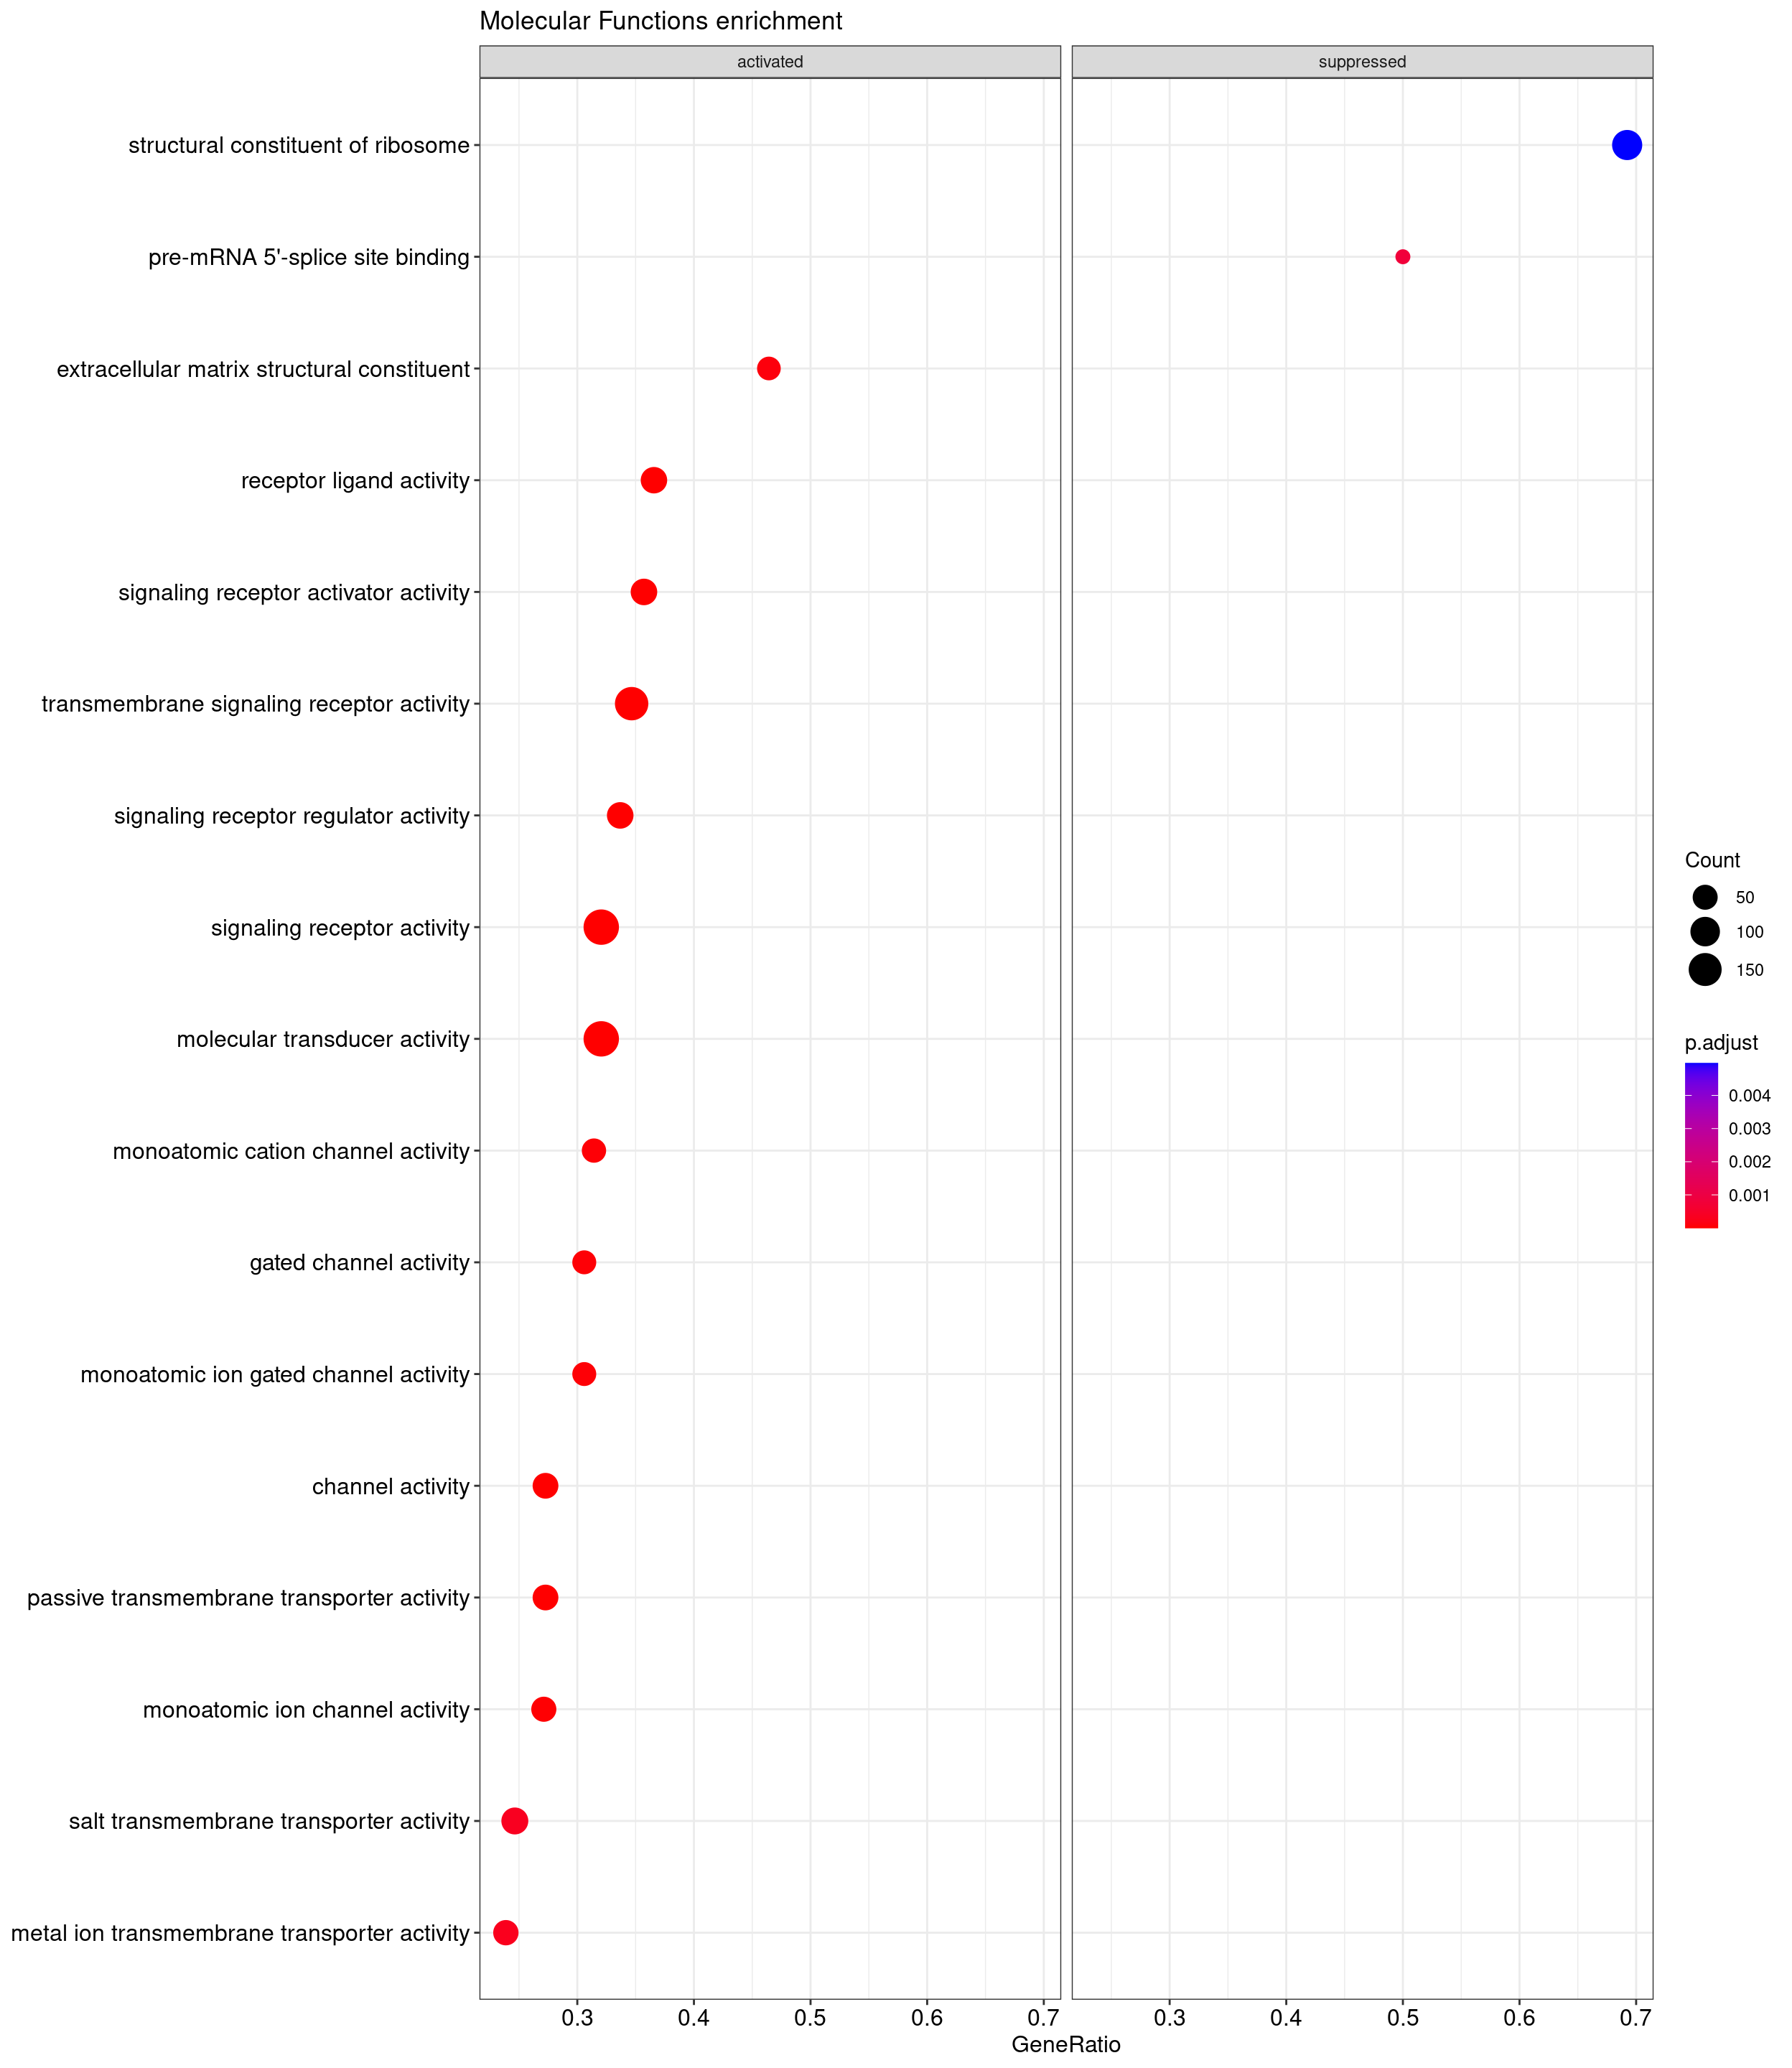 Molecular Functions enrichment
activated
suppressed
structural constituent of ribosome
pre-mRNA 5'-splice site binding
extracellular matrix structural constituent
receptor ligand activity
signaling receptor activator activity
transmembrane signaling receptor activity
signaling receptor regulator activity
signaling receptor activity
molecular transducer activity
monoatomic cation channel activity
gated channel activity
monoatomic ion gated channel activity
channel activity
passive transmembrane transporter activity
monoatomic ion channel activity
salt transmembrane transporter activity
metal ion transmembrane transporter activity
0.3 0.4 0.5 0.6 0.7
0.3 0.4 0.5 0.6 0.7
GeneRatio
Count
50
100
150
p.adjust
0.004
0.003
0.002
0.001